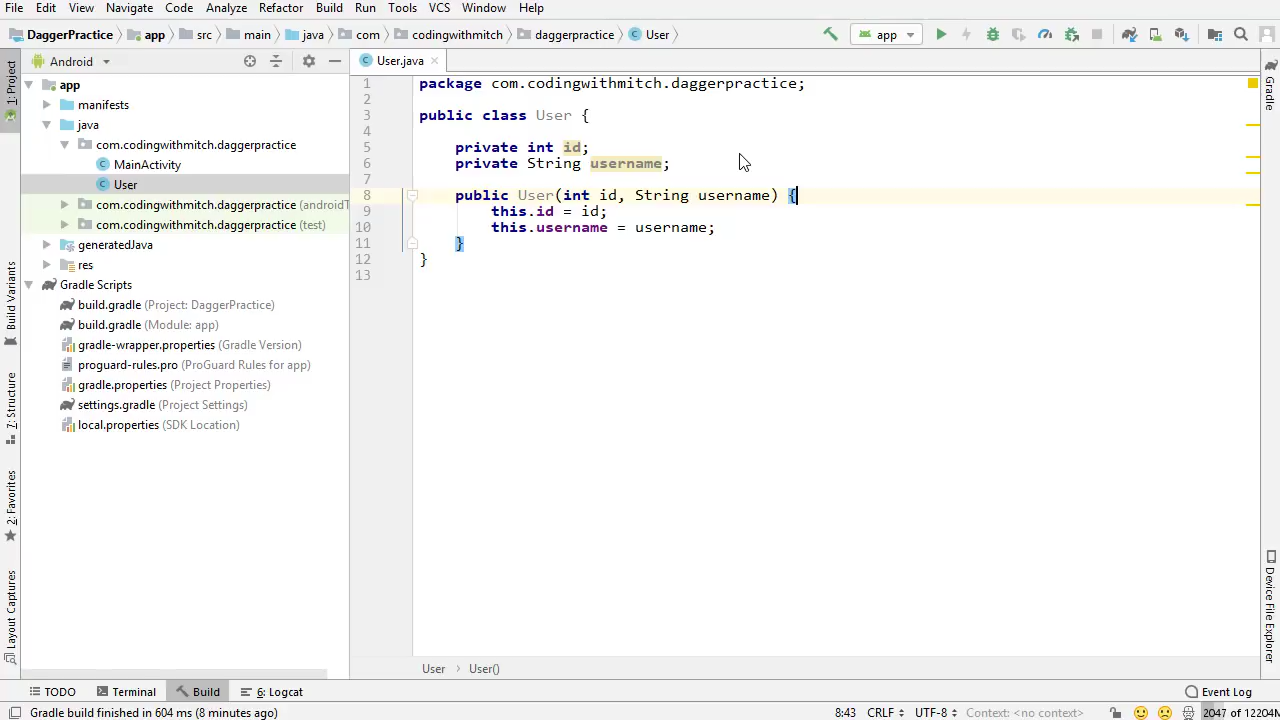 File Edit View Navigate Code Analyze Refactor Build Run Tools VCS Window Help
DaggerPractice app src main java com codingwithmitch daggerpractice User app
Android User.java
1: Project
Build Variants
Z: Structure
2: Favorites
Layout Captures
app
manifests
java
com.codingwithmitch.daggerpractice
MainActivity
User
com.codingwithmitch.daggerpractice (androidT
com.codingwithmitch.daggerpractice (test)
generatedJava
res
Gradle Scripts
build.gradle (Project: DaggerPractice)
build.gradle (Module: app)
gradle-wrapper.properties (Gradle Version)
proguard-rules.pro (ProGuard Rules for app)
gradle.properties (Project Properties)
settings.gradle (Project Settings)
local.properties (SDK Location)
1 package com.codingwithmitch.daggerpractice;
2
3 public class User {
4
5 private int id;
6 private String username;
7
8 public User(int id, String username) {
9 this.id = id;
10 this.username = username;
11 }
12 }
13
Gradle
Device File Explorer
User > User()
TODO Terminal Build 6: Logcat Event Log
Gradle build finished in 604 ms (8 minutes ago) 8:43 CRLF UTF-8 Context: <no context> 2047 of 12204M